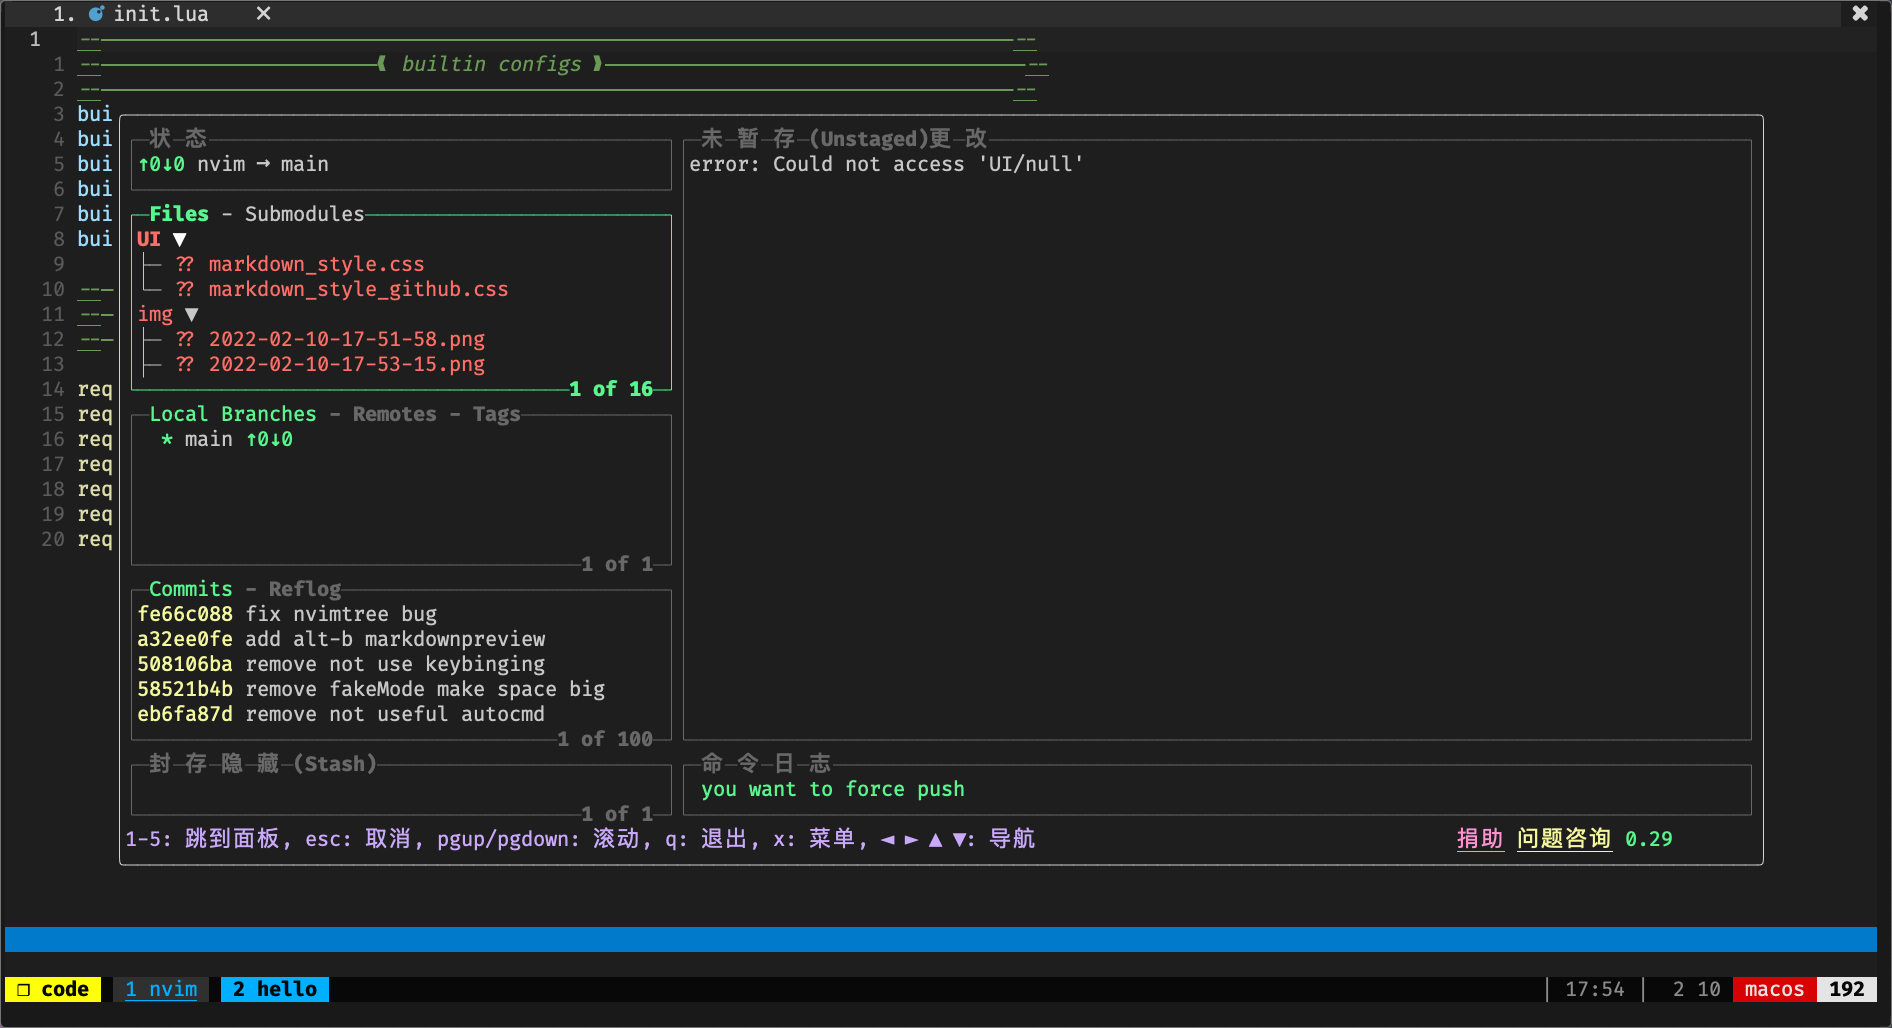 1. init.lua ✕ ✖
1 -- --
1 -- ❨ builtin configs ❩ --
2 -- --
3 bui
4 bui
5 bui
6 bui
7 bui
8 bui
9
10 --
11 --
12 --
13
14 req
15 req
16 req
17 req
18 req
19 req
20 req
状态
↑0↓0 nvim → main
Files - Submodules
UI ▼
?? markdown_style.css
?? markdown_style_github.css
img ▼
?? 2022-02-10-17-51-58.png
?? 2022-02-10-17-53-15.png
1 of 16
Local Branches - Remotes - Tags
* main ↑0↓0
1 of 1
Commits - Reflog
fe66c088 fix nvimtree bug
a32ee0fe add alt-b markdownpreview
508106ba remove not use keybinging
58521b4b remove fakeMode make space big
eb6fa87d remove not useful autocmd
1 of 100
封存隐藏 (Stash)
1 of 1
未暂存 (Unstaged)更改
error: Could not access 'UI/null'
命令日志
you want to force push
1-5: 跳到面板, esc: 取消, pgup/pgdown: 滚动, q: 退出, x: 菜单, ◄ ► ▲ ▼: 导航 捐助 问题咨询 0.29
❐ code 1 nvim 2 hello 17:54 2 10 macos 192